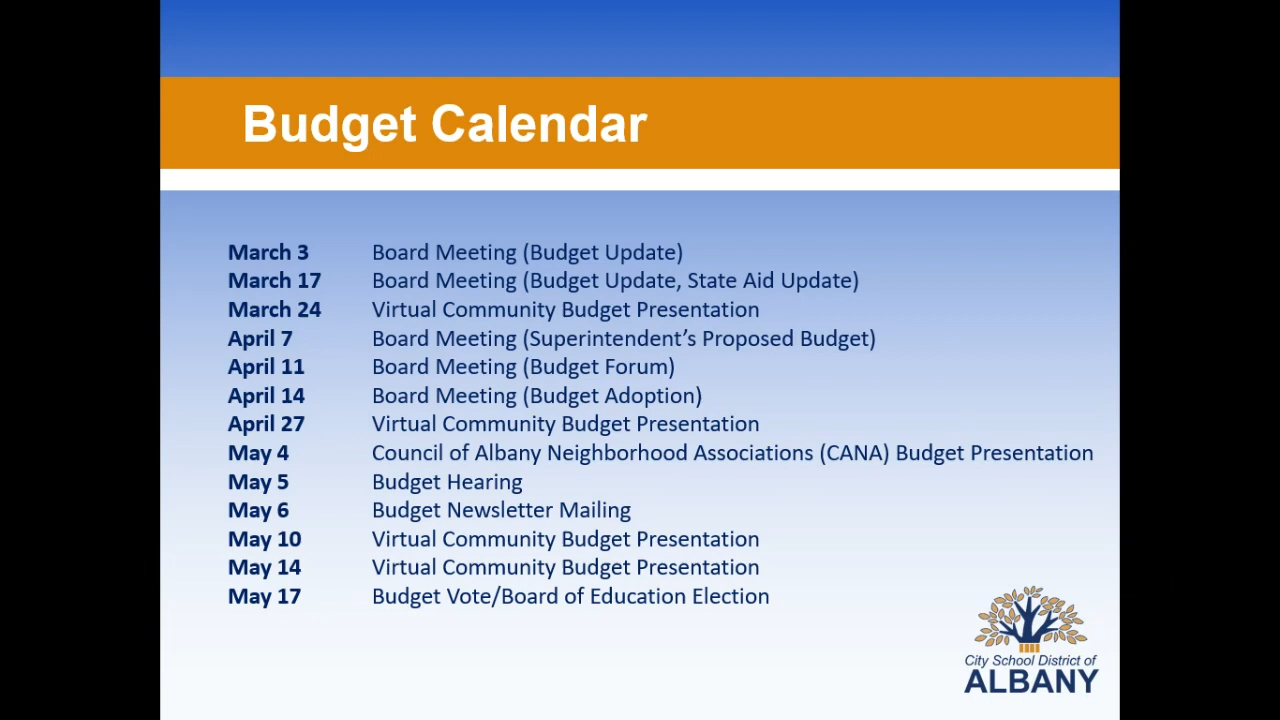 Budget Calendar
March 3 Board Meeting (Budget Update)
March 17 Board Meeting (Budget Update, State Aid Update)
March 24 Virtual Community Budget Presentation
April 7 Board Meeting (Superintendent’s Proposed Budget)
April 11 Board Meeting (Budget Forum)
April 14 Board Meeting (Budget Adoption)
April 27 Virtual Community Budget Presentation
May 4 Council of Albany Neighborhood Associations (CANA) Budget Presentation
May 5 Budget Hearing
May 6 Budget Newsletter Mailing
May 10 Virtual Community Budget Presentation
May 14 Virtual Community Budget Presentation
May 17 Budget Vote/Board of Education Election
City School District of
ALBANY